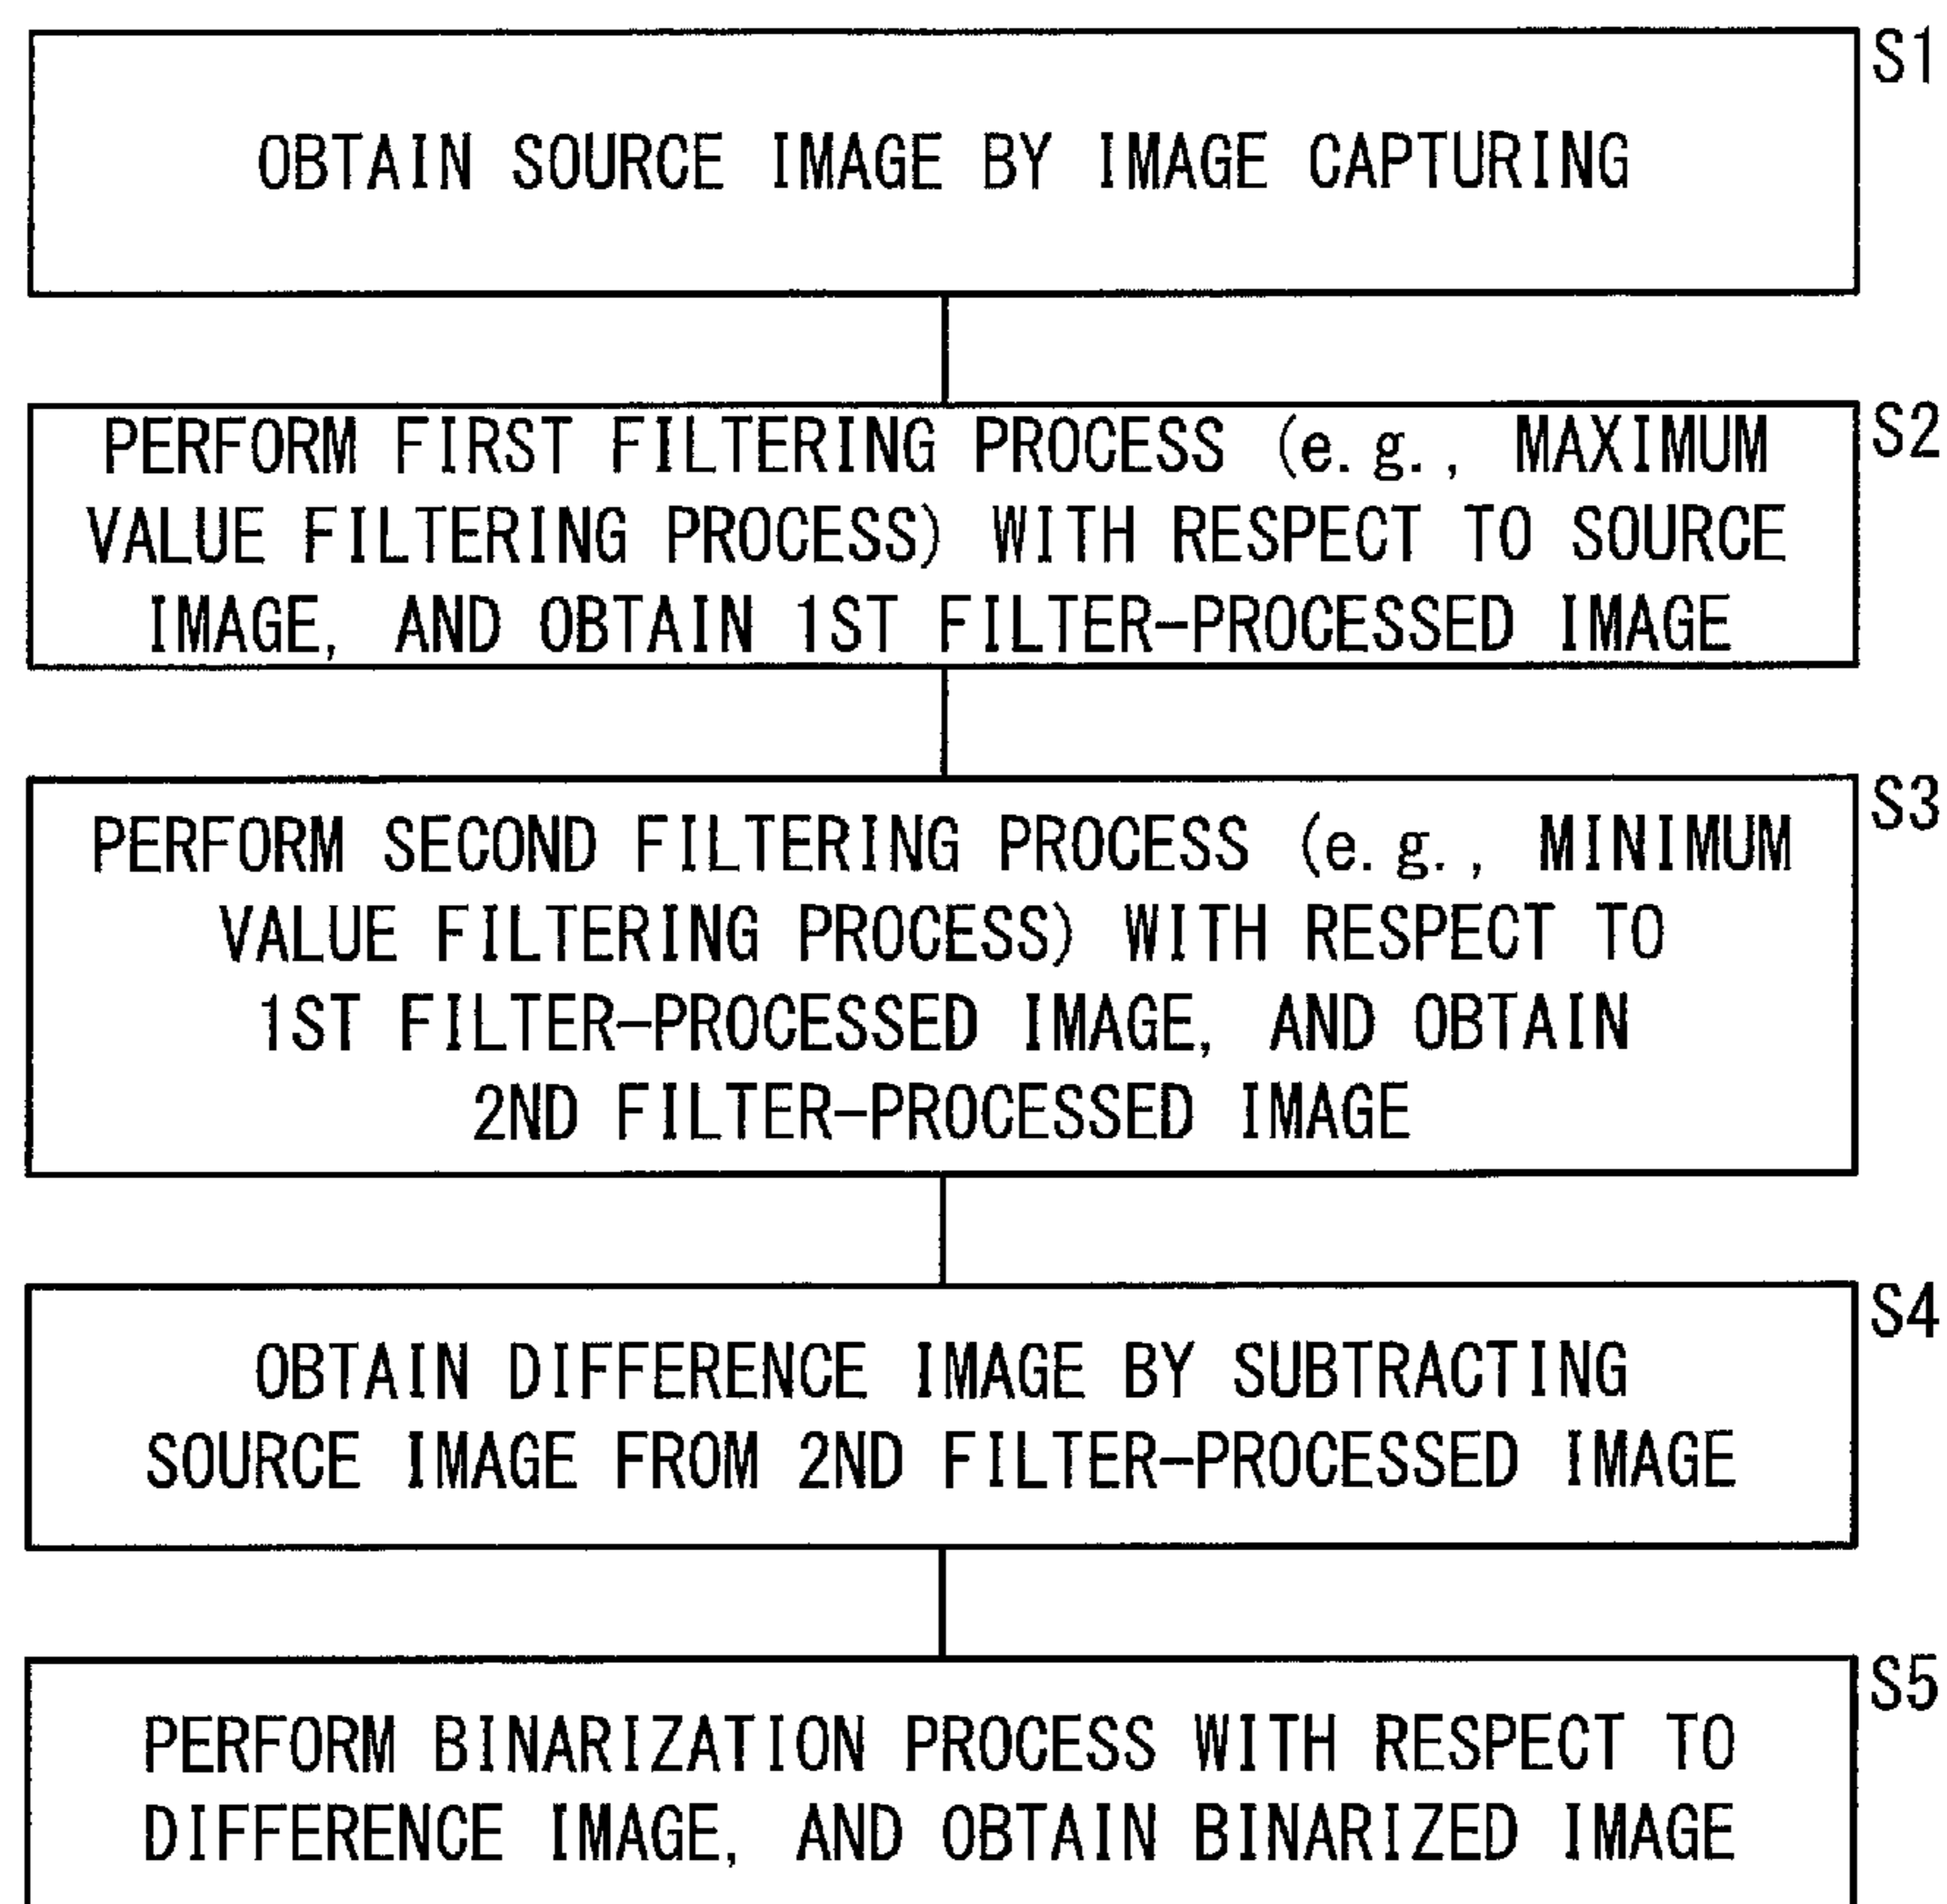 S1
OBTAIN SOURCE IMAGE BY IMAGE CAPTURING
S2
PERFORM FIRST FILTERING PROCESS (e.g., MAXIMUM
VALUE FILTERING PROCESS) WITH RESPECT TO SOURCE
IMAGE, AND OBTAIN 1ST FILTER-PROCESSED IMAGE
S3
PERFORM SECOND FILTERING PROCESS (e.g., MINIMUM
VALUE FILTERING PROCESS) WITH RESPECT TO
1ST FILTER-PROCESSED IMAGE, AND OBTAIN
2ND FILTER-PROCESSED IMAGE
S4
OBTAIN DIFFERENCE IMAGE BY SUBTRACTING
SOURCE IMAGE FROM 2ND FILTER-PROCESSED IMAGE
S5
PERFORM BINARIZATION PROCESS WITH RESPECT TO
DIFFERENCE IMAGE, AND OBTAIN BINARIZED IMAGE